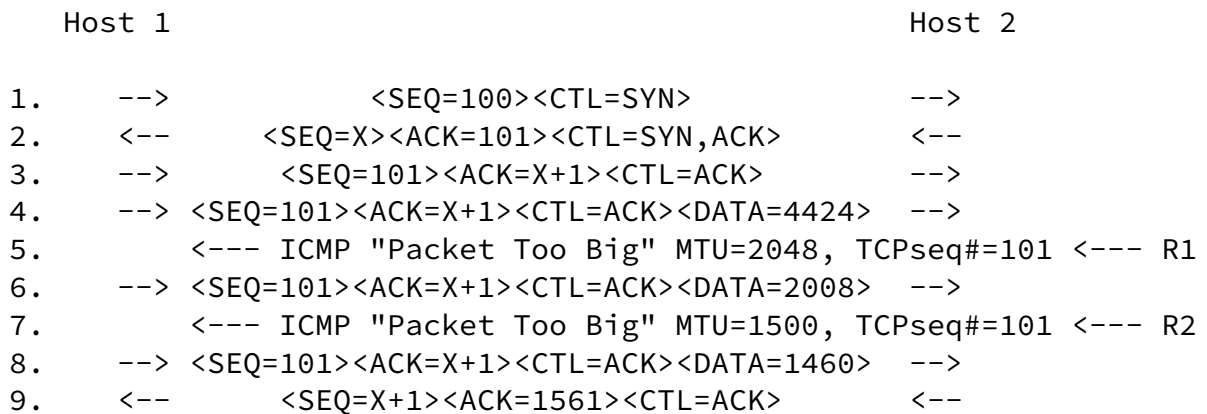 Host 1                                          Host 2
1.    -->            <SEQ=100><CTL=SYN>            -->
2.    <--      <SEQ=X><ACK=101><CTL=SYN,ACK>       <--
3.    -->       <SEQ=101><ACK=X+1><CTL=ACK>        -->
4.    --> <SEQ=101><ACK=X+1><CTL=ACK><DATA=4424>  -->
5.        <--- ICMP "Packet Too Big" MTU=2048, TCPseq#=101 <--- R1
6.    --> <SEQ=101><ACK=X+1><CTL=ACK><DATA=2008>  -->
7.        <--- ICMP "Packet Too Big" MTU=1500, TCPseq#=101 <--- R2
8.    --> <SEQ=101><ACK=X+1><CTL=ACK><DATA=1460>  -->
9.    <--       <SEQ=X+1><ACK=1561><CTL=ACK>       <--